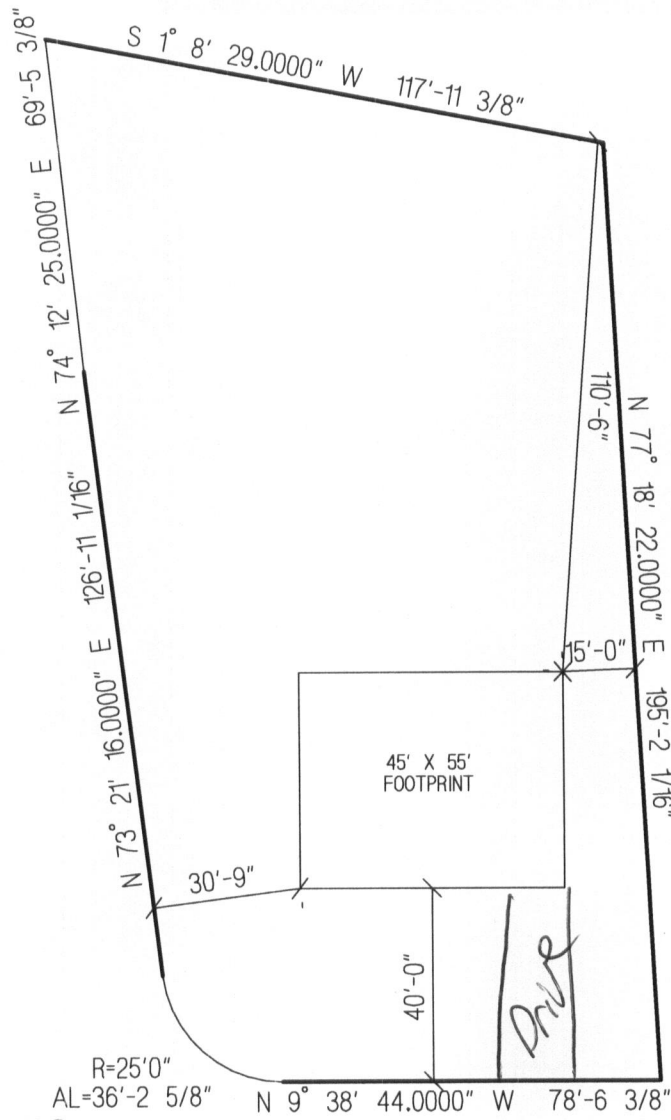 S 1° 8' 29.0000" W 117'-11 3/8"
N 74° 12' 25.0000" E 69'-5 3/8"
110'-6"
N 77° 18' 22.0000" E 195'-2 1/16"
15'-0"
N 73° 21' 16.0000" E 126'-11 1/16"
45' X 55'
FOOTPRINT
30'-9"
40'-0"
Drive
R=25'0"
AL=36'-2 5/8"
N 9° 38' 44.0000" W 78'-6 3/8"